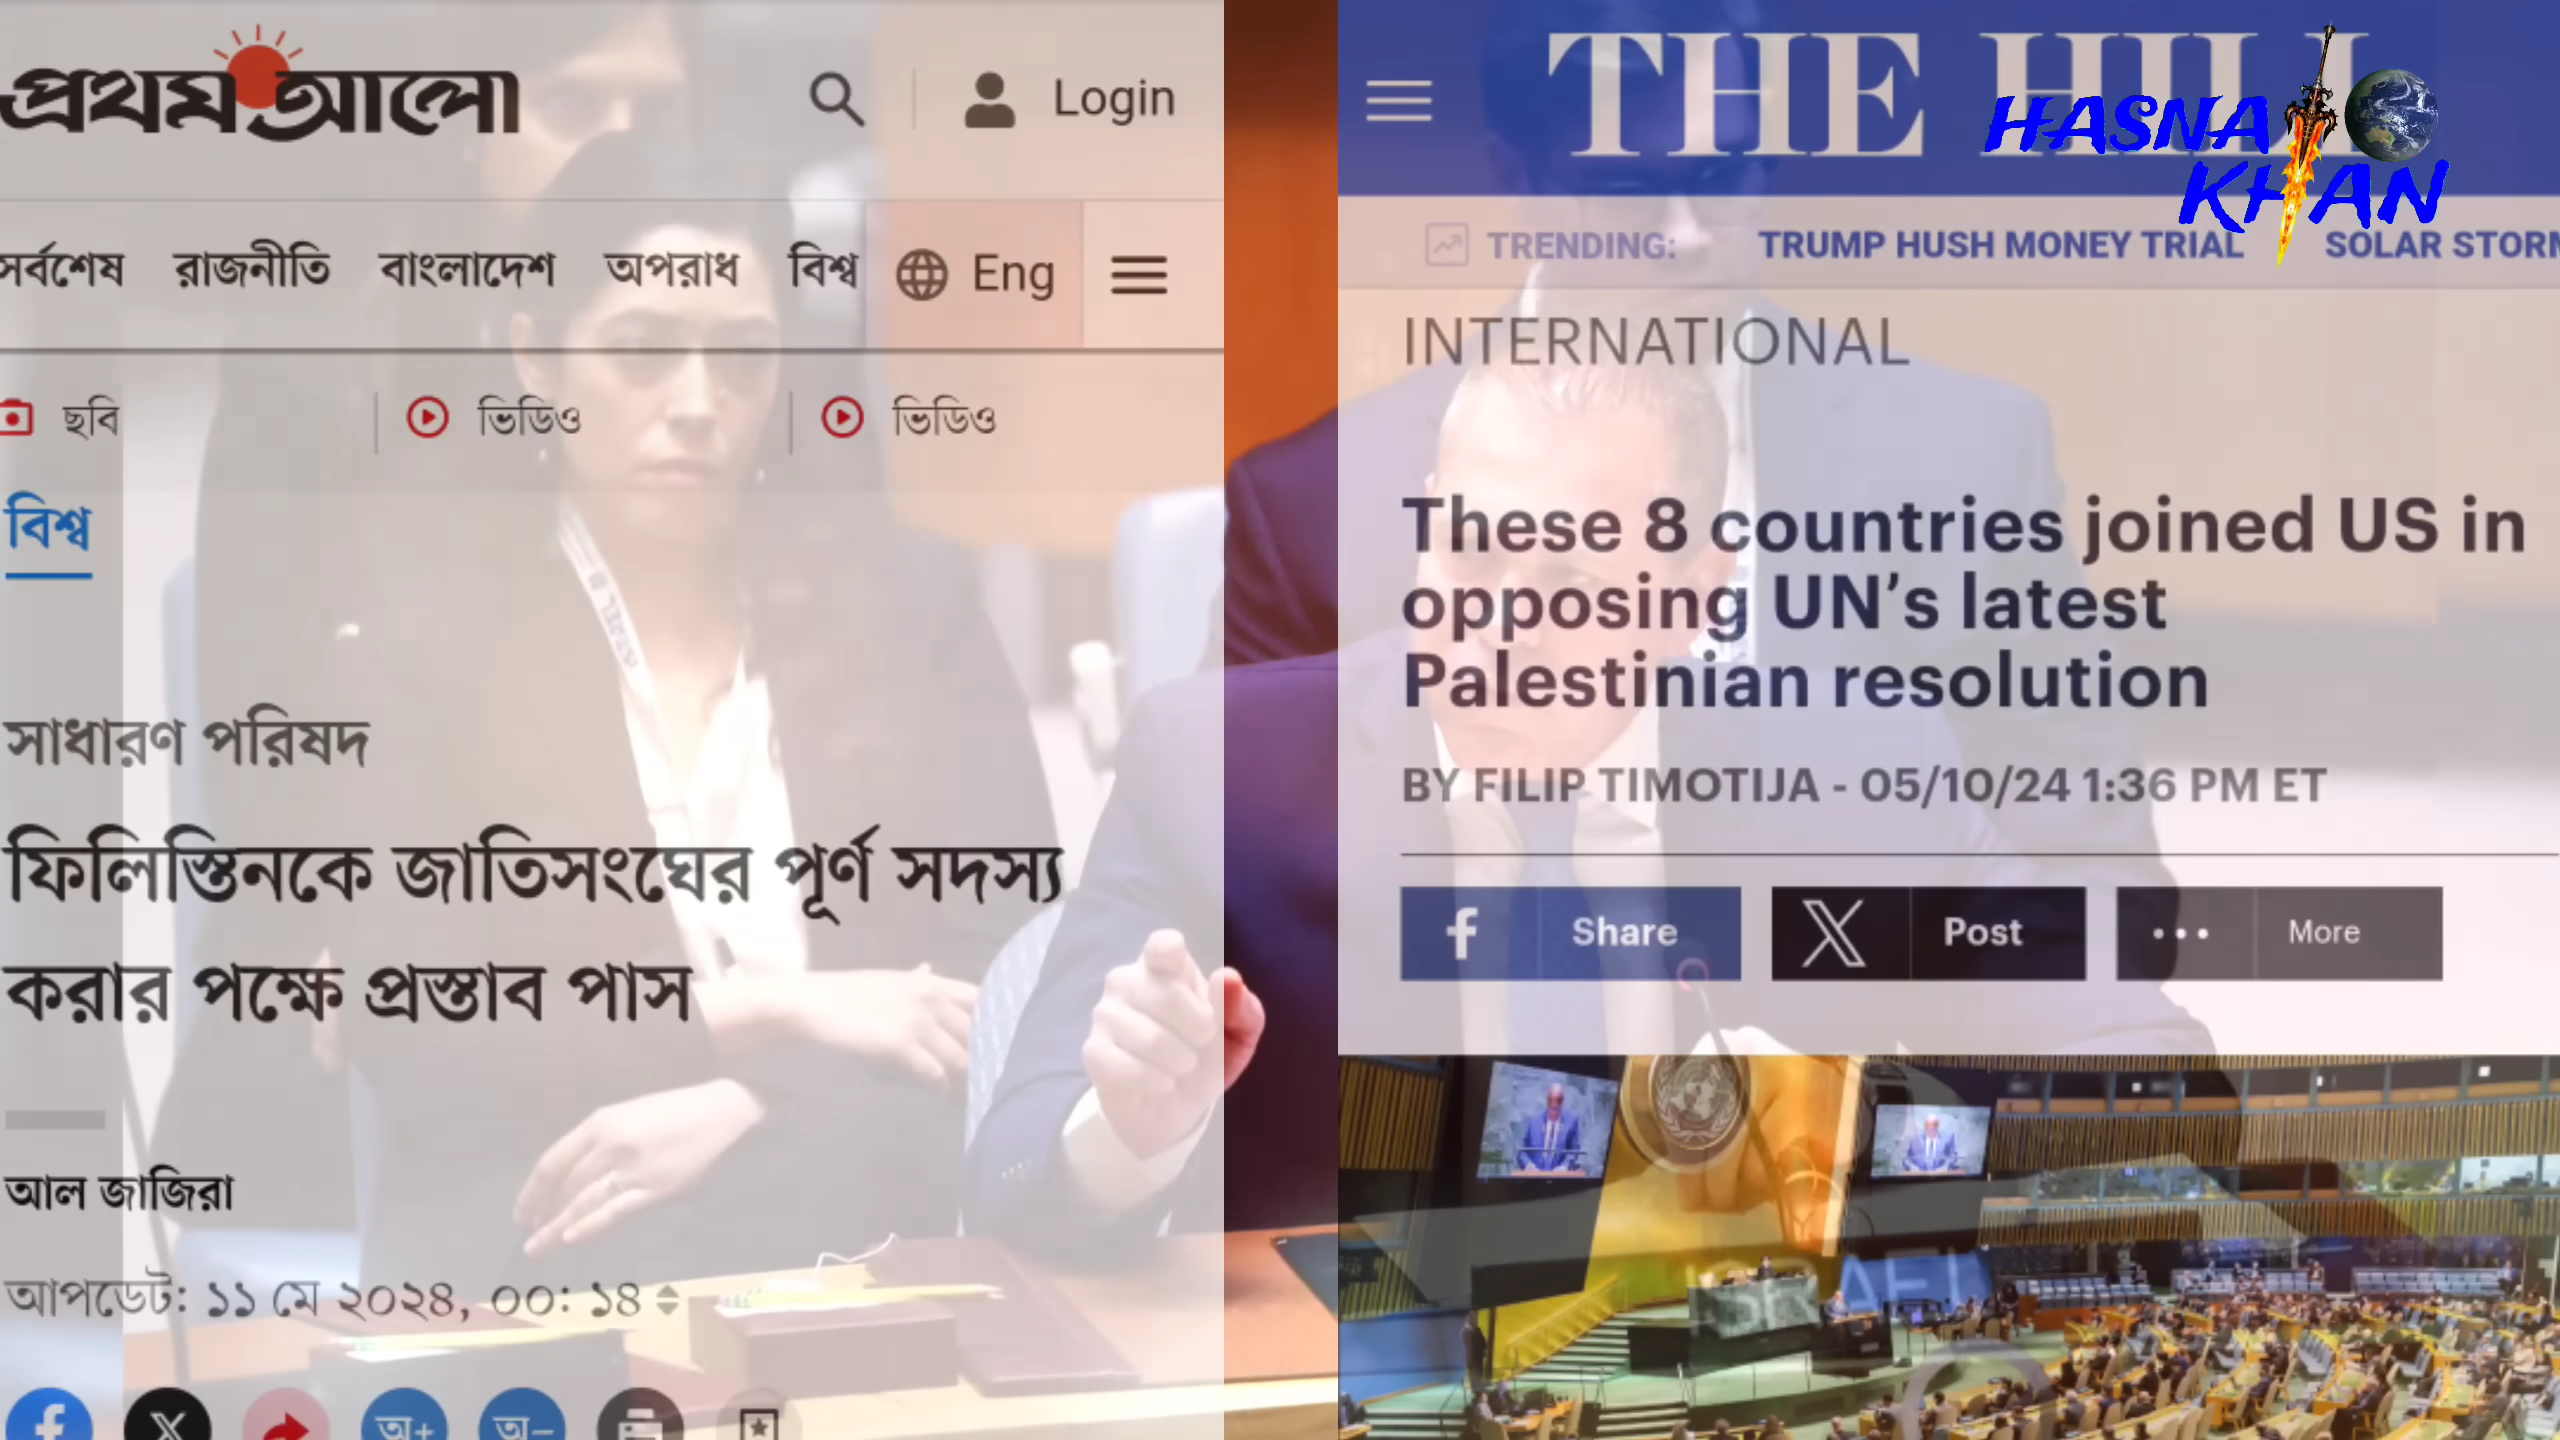 প্রথম আলো
Login
সর্বশেষ রাজনীতি বাংলাদেশ অপরাধ বিশ্ব Eng
ছবি ভিডিও ভিডিও
বিশ্ব
সাধারণ পরিষদ
ফিলিস্তিনকে জাতিসংঘের পূর্ণ সদস্য
করার পক্ষে প্রস্তাব পাস
আল জাজিরা
আপডেট: ১১ মে ২০২৪, ০০: ১৪
অ+ অ-
THE HILL
HASNA
KHAN
TRENDING: TRUMP HUSH MONEY TRIAL SOLAR STORM
INTERNATIONAL
These 8 countries joined US in
opposing UN’s latest
Palestinian resolution
BY FILIP TIMOTIJA - 05/10/24 1:36 PM ET
Share Post More
ISRAEL